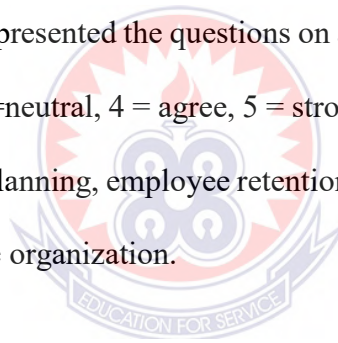 presented the questions on
=neutral, 4 = agree, 5 = stro
lanning, employee retention
organization.
EDUCATION FOR SERVICE